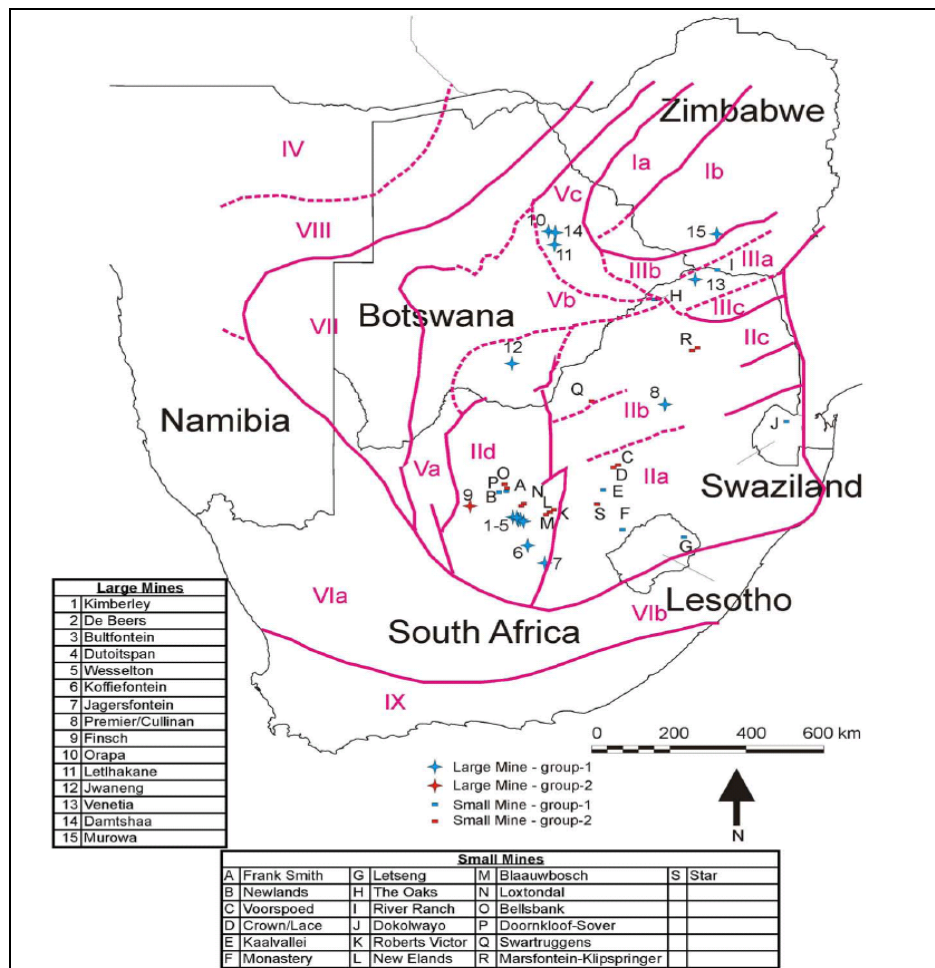 Zimbabwe
IV
Ia
Ib
Vc
VIII
10
14
15
11
IIIb
IIIa
I
13
H
Vb
IIIc
Botswana
VII
IIc
R
12
Q
8
IIb
J
Namibia
IId
C
Va
D
IIa
O
P
A
N
E
Swaziland
B
9
L
K
S
F
1-5
M
G
6
7
Lesotho
VIa
VIb
South Africa
IX
0 200 400 600 km
Large Mine - group-1
Large Mine - group-2
Small Mine - group-1
Small Mine - group-2
N
Large Mines
1 Kimberley
2 De Beers
3 Bultfontein
4 Dutoitspan
5 Wesselton
6 Koffiefontein
7 Jagersfontein
8 Premier/Cullinan
9 Finsch
10 Orapa
11 Letlhakane
12 Jwaneng
13 Venetia
14 Damtshaa
15 Murowa
Small Mines
A Frank Smith G Letseng M Blaauwbosch S Star
B Newlands H The Oaks N Loxtondal
C Voorspoed I River Ranch O Bellsbank
D Crown/Lace J Dokolwayo P Doornkloof-Sover
E Kaalvallei K Roberts Victor Q Swartruggens
F Monastery L New Elands R Marsfontein-Klipspringer